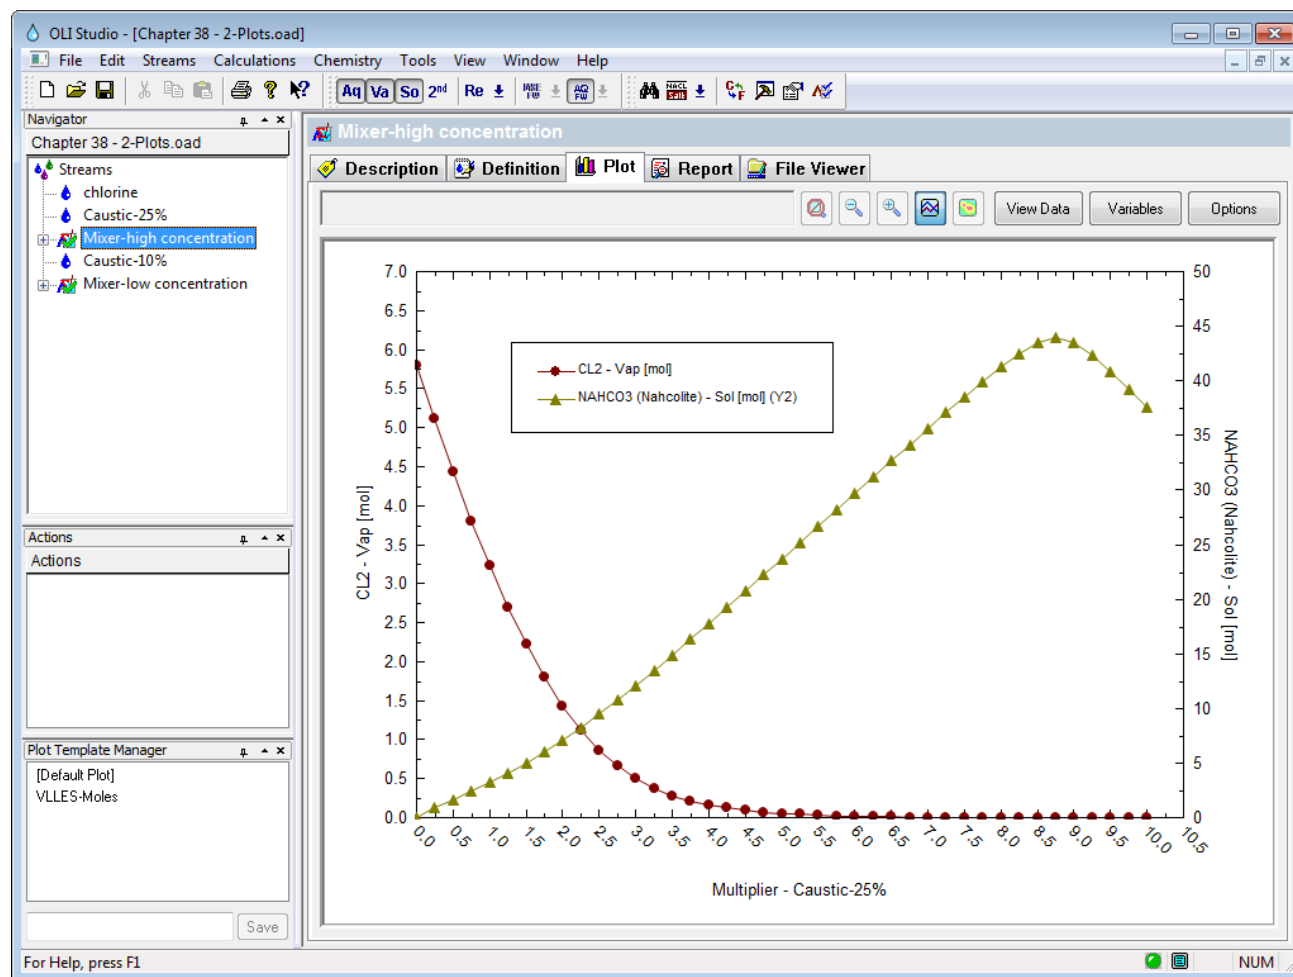 OLI Studio - [Chapter 38 - 2-Plots.oad]
File Edit Streams Calculations Chemistry Tools View Window Help
Aq Va So 2nd Re MSE FW AQ FW NACL Salt C F
Navigator
Chapter 38 - 2-Plots.oad
Streams
chlorine
Caustic-25%
Mixer-high concentration
Caustic-10%
Mixer-low concentration
Actions
Actions
Plot Template Manager
[Default Plot]
VLLES-Moles
Save
Mixer-high concentration
Description Definition Plot Report File Viewer
View Data Variables Options
CL2 - Vap [mol]
NAHCO3 (Nahcolite) - Sol [mol] (Y2)
7.0
6.5
6.0
5.5
5.0
4.5
4.0
3.5
3.0
2.5
2.0
1.5
1.0
0.5
0.0
CL2 - Vap [mol]
50
45
40
35
30
25
20
15
10
5
0
NAHCO3 (Nahcolite) - Sol [mol]
0.0 0.5 1.0 1.5 2.0 2.5 3.0 3.5 4.0 4.5 5.0 5.5 6.0 6.5 7.0 7.5 8.0 8.5 9.0 9.5 10.0 10.5
Multiplier - Caustic-25%
For Help, press F1
NUM